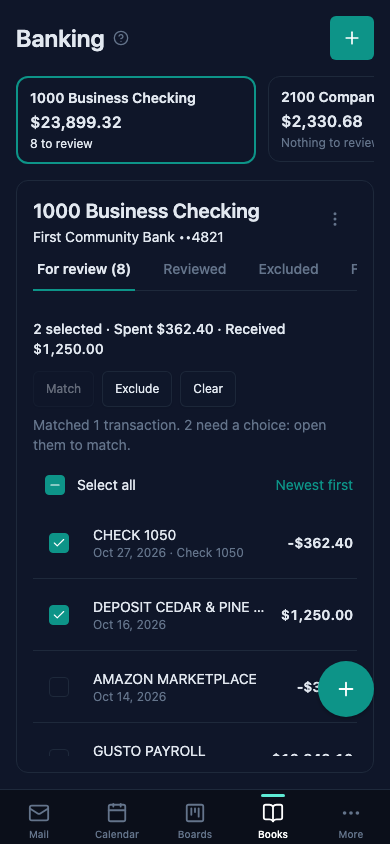 Banking
1000 Business Checking
$23,899.32
8 to review
2100 Compan
$2,330.68
Nothing to review
1000 Business Checking
First Community Bank ••4821
For review (8)
Reviewed
Excluded
2 selected · Spent $362.40 · Received
$1,250.00
Match
Exclude
Clear
Matched 1 transaction. 2 need a choice: open
them to match.
Select all
Newest first
CHECK 1050
-$362.40
Oct 27, 2026 · Check 1050
DEPOSIT CEDAR & PINE ...
$1,250.00
Oct 16, 2026
AMAZON MARKETPLACE
-$3
Oct 14, 2026
GUSTO PAYROLL
Mail
Calendar
Boards
Books
More